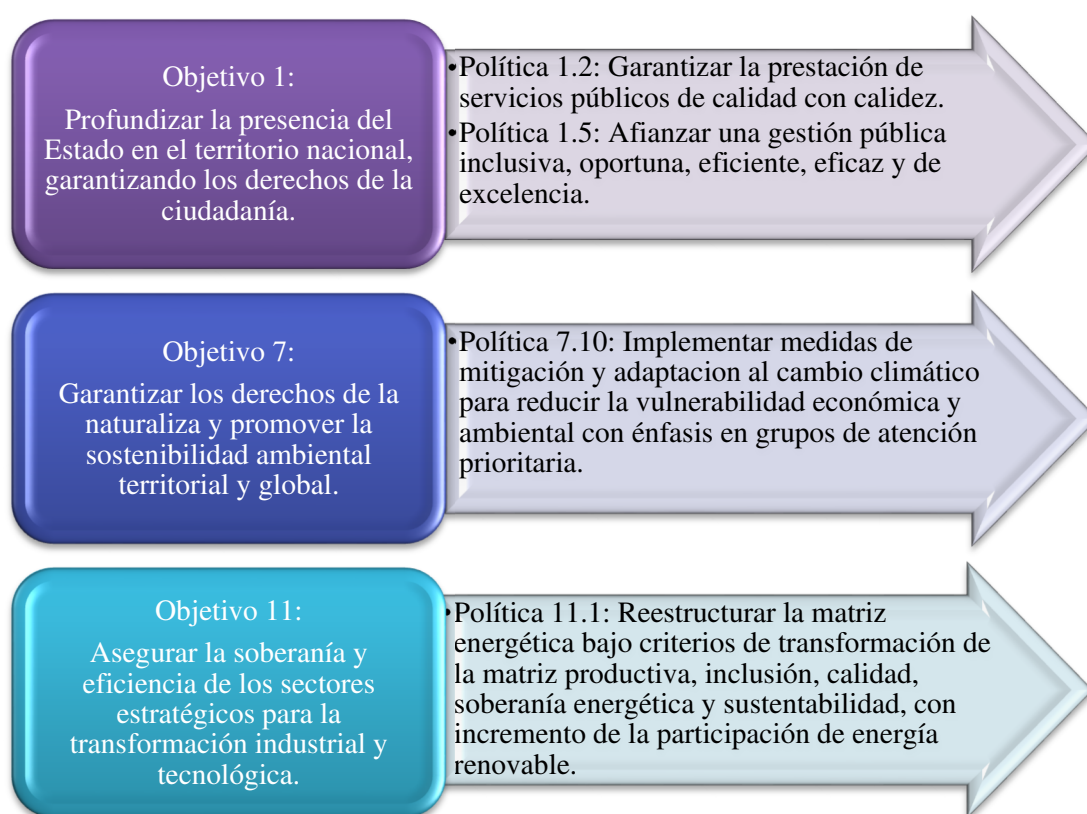 Objetivo 1:
Profundizar la presencia del
Estado en el territorio nacional,
garantizando los derechos de la
ciudadanía.
•Política 1.2: Garantizar la prestación de
servicios públicos de calidad con calidez.
•Política 1.5: Afianzar una gestión pública
inclusiva, oportuna, eficiente, eficaz y de
excelencia.
Objetivo 7:
Garantizar los derechos de la
naturaliza y promover la
sostenibilidad ambiental
territorial y global.
•Política 7.10: Implementar medidas de
mitigación y adaptacion al cambio climático
para reducir la vulnerabilidad económica y
ambiental con énfasis en grupos de atención
prioritaria.
Objetivo 11:
Asegurar la soberanía y
eficiencia de los sectores
estratégicos para la
transformación industrial y
tecnológica.
•Política 11.1: Reestructurar la matriz
energética bajo criterios de transformación de
la matriz productiva, inclusión, calidad,
soberanía energética y sustentabilidad, con
incremento de la participación de energía
renovable.